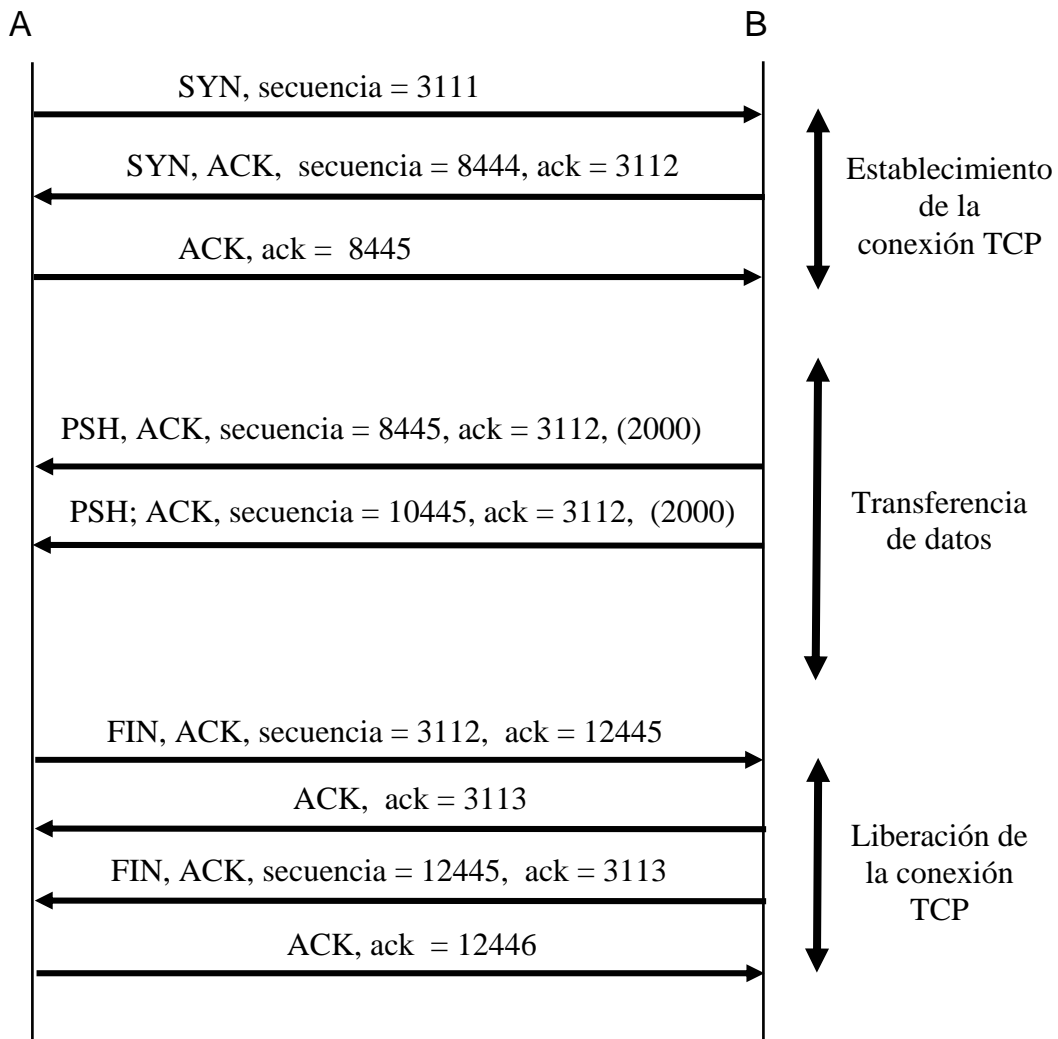 A
B
SYN, secuencia = 3111
SYN, ACK, secuencia = 8444, ack = 3112
ACK, ack = 8445
Establecimiento
de la
conexión TCP
PSH, ACK, secuencia = 8445, ack = 3112, (2000)
PSH; ACK, secuencia = 10445, ack = 3112, (2000)
Transferencia
de datos
FIN, ACK, secuencia = 3112, ack = 12445
ACK, ack = 3113
FIN, ACK, secuencia = 12445, ack = 3113
ACK, ack = 12446
Liberación de
la conexión
TCP